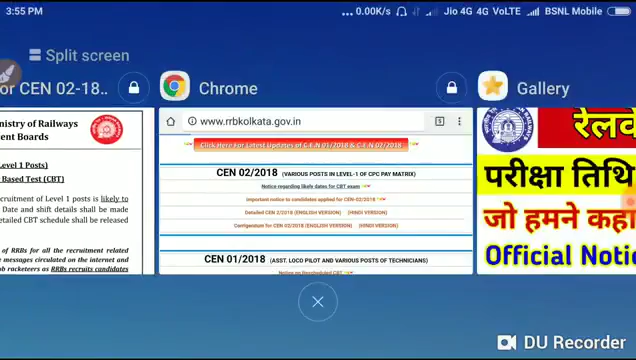 3:55 PM
... 0.00K/s Jio 4G 4G VoLTE BSNL Mobile
Split screen
or CEN 02-18..
Chrome
Gallery
nistry of Railways
ent Boards
Level 1 Posts)
Based Test (CBT)
cruitment of Level 1 posts is likely to
Date and shift details shall be made
etailed CBT schedule shall be released
s of RRBs for all the recruitment related
messages circulated on the internet and
ob racketeers as RRBs recruits candidates
www.rrbkolkata.gov.in
5
Click Here For Latest Updates of C.E.N 01/2018 & C.E.N 02/2018
CEN 02/2018 (VARIOUS POSTS IN LEVEL-1 OF CPC PAY MATRIX)
Notice regarding likely dates for CBT exam
important notice to candidates applied for CEN-02/2018
Detailed CEN 2/2018 (ENGLISH VERSION) (HINDI VERSION)
Corrigendum for CEN 02/2018 (ENGLISH VERSION) (HINDI VERSION)
CEN 01/2018 (ASST. LOCO PILOT AND VARIOUS POSTS OF TECHNICIANS)
रेलवे
परीक्षा तिथि
जो हमने कहा
Official Notic
DU Recorder